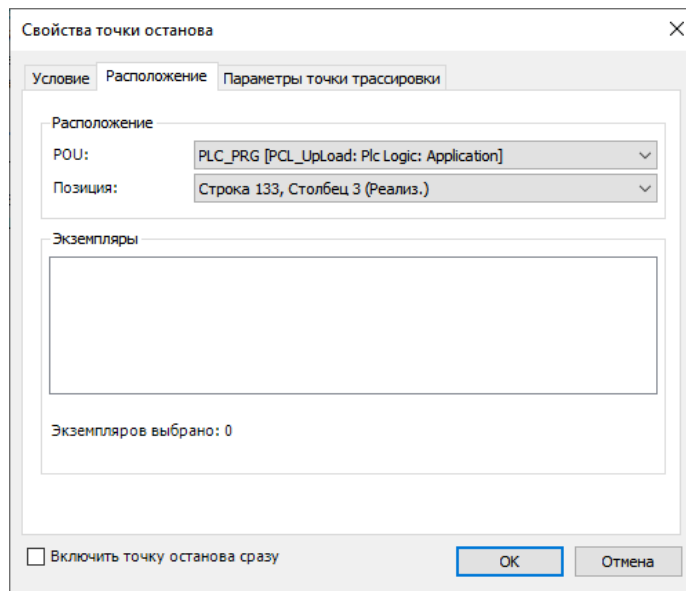 Свойства точки останова
Условие
Расположение
Параметры точки трассировки
Расположение
POU:
PLC_PRG [PCL_UpLoad: Plc Logic: Application]
Позиция:
Строка 133, Столбец 3 (Реализ.)
Экземпляры
Экземпляров выбрано: 0
Включить точку останова сразу
OK
Отмена